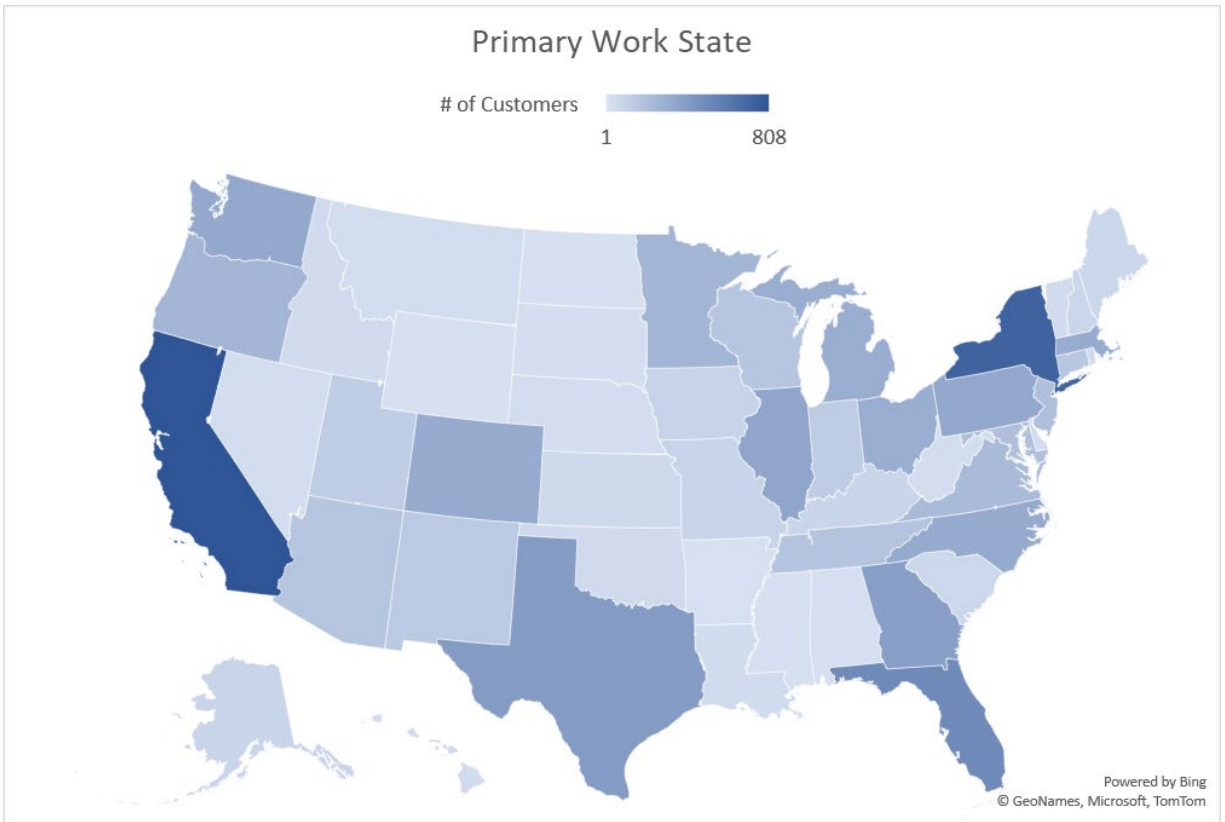 Primary Work State
# of Customers
1 808
Powered by Bing
© GeoNames, Microsoft, TomTom